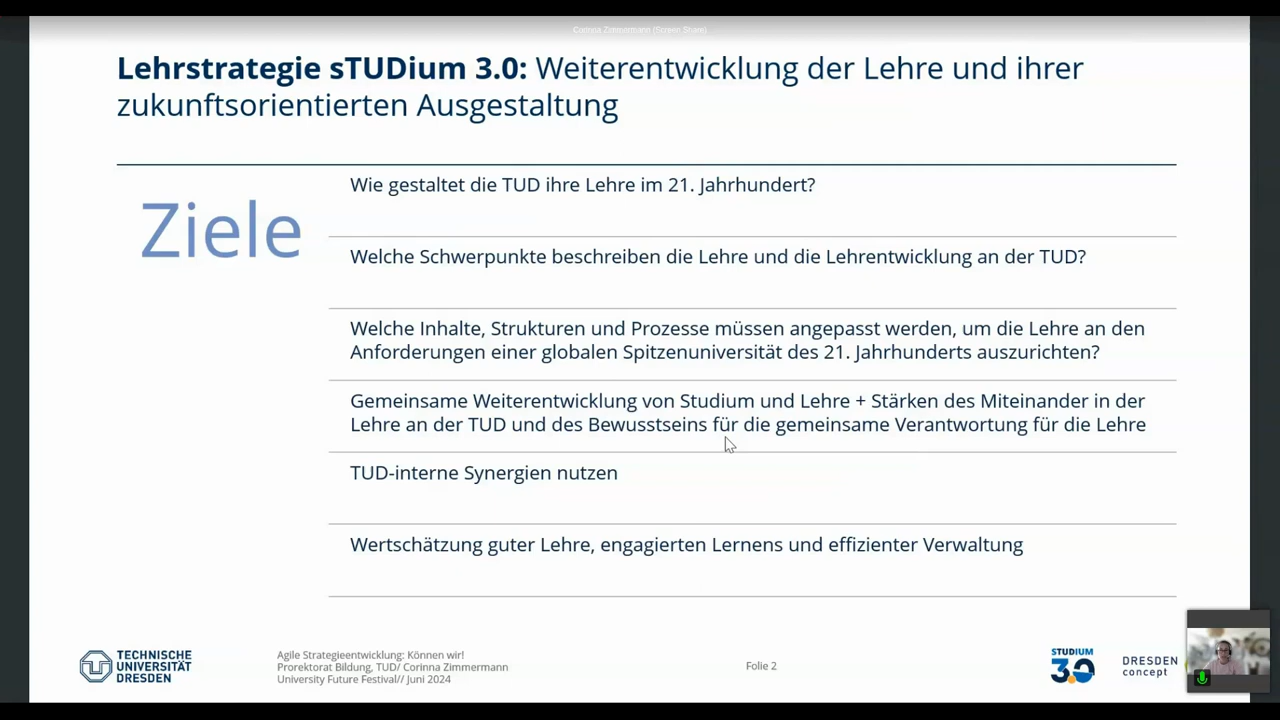 Corinna Zimmermann (Screen Share)
Lehrstrategie sTUDium 3.0: Weiterentwicklung der Lehre und ihrer
zukunftsorientierten Ausgestaltung
Ziele
Wie gestaltet die TUD ihre Lehre im 21. Jahrhundert?
Welche Schwerpunkte beschreiben die Lehre und die Lehrentwicklung an der TUD?
Welche Inhalte, Strukturen und Prozesse müssen angepasst werden, um die Lehre an den
Anforderungen einer globalen Spitzenuniversität des 21. Jahrhunderts auszurichten?
Gemeinsame Weiterentwicklung von Studium und Lehre + Stärken des Miteinander in der
Lehre an der TUD und des Bewusstseins für die gemeinsame Verantwortung für die Lehre
TUD-interne Synergien nutzen
Wertschätzung guter Lehre, engagierten Lernens und effizienter Verwaltung
TECHNISCHE
UNIVERSITÄT
DRESDEN
Agile Strategieentwicklung: Können wir!
Prorektorat Bildung, TUD/ Corinna Zimmermann
University Future Festival// Juni 2024
Folie 2
STUDIUM
3.0
DRESDEN
concept